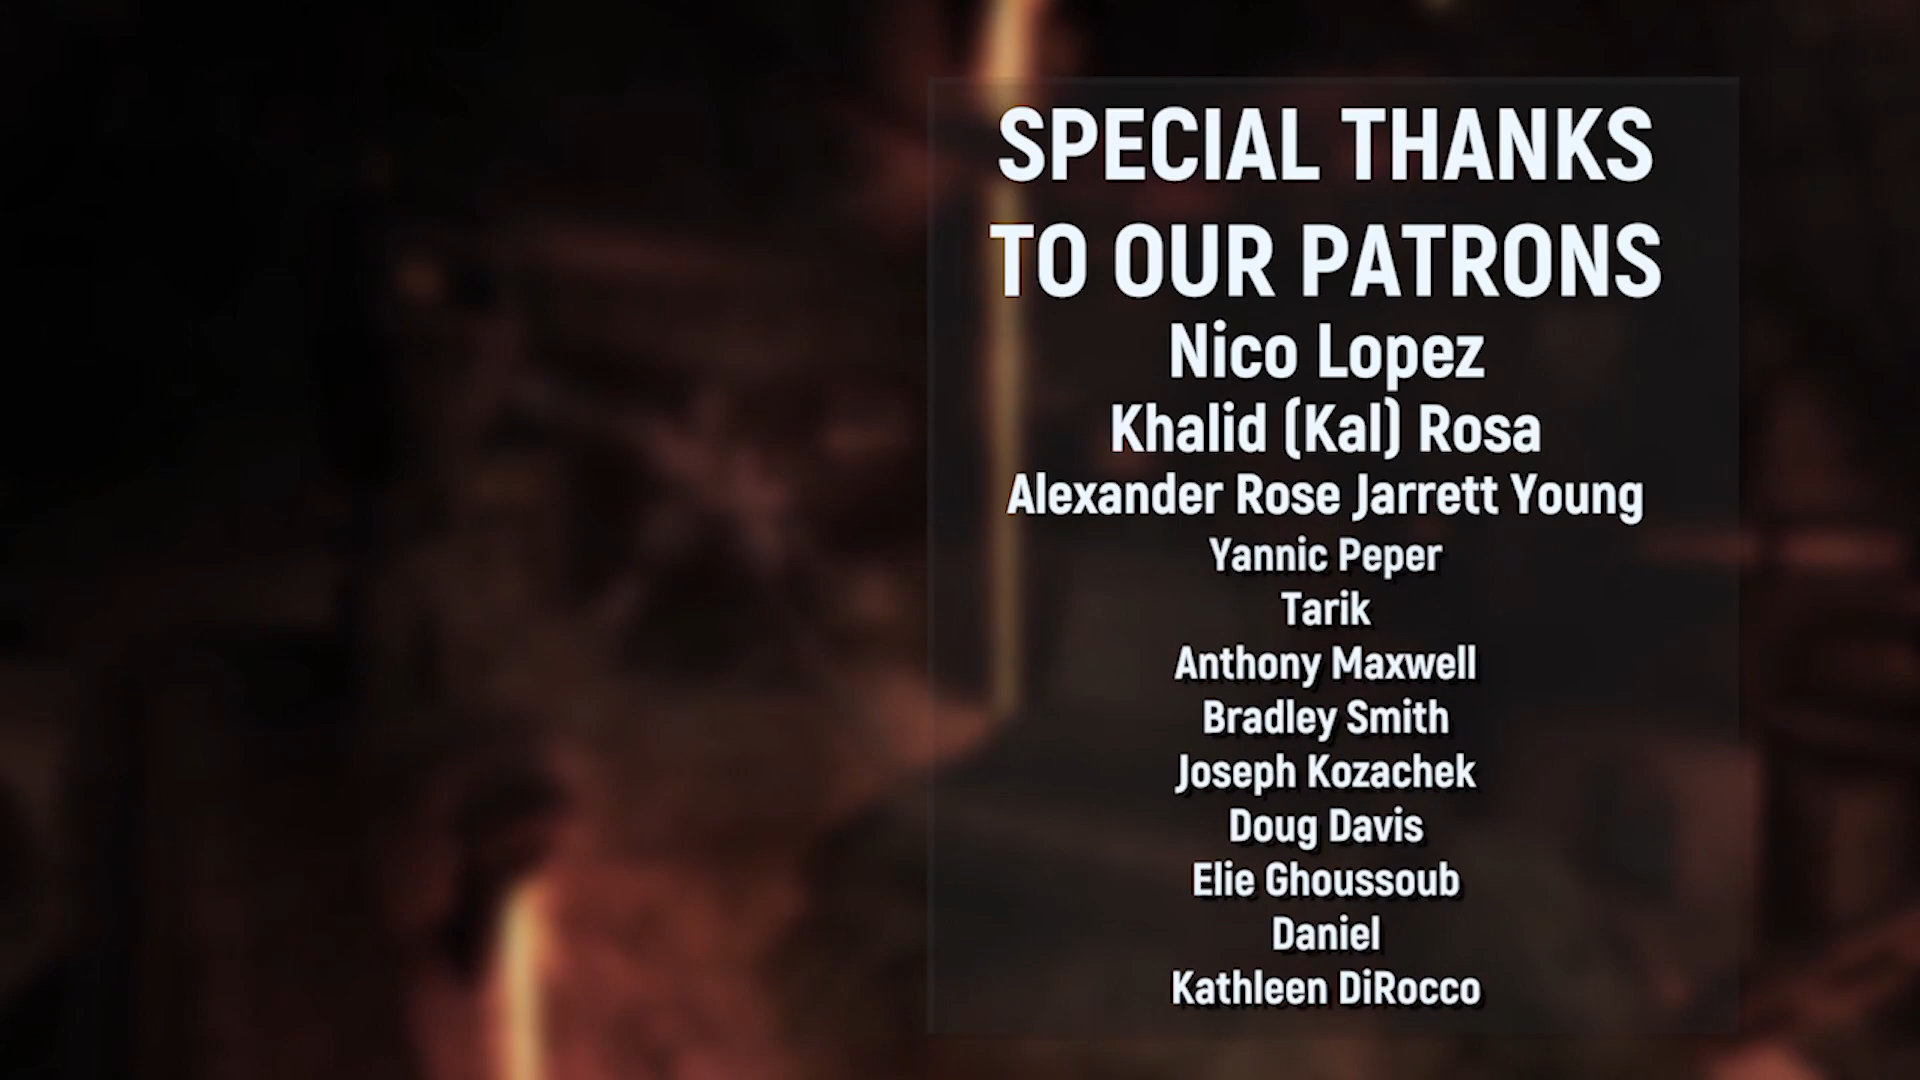 SPECIAL THANKS
TO OUR PATRONS
Nico Lopez
Khalid (Kal) Rosa
Alexander Rose Jarrett Young
Yannic Peper
Tarik
Anthony Maxwell
Bradley Smith
Joseph Kozachek
Doug Davis
Elie Ghoussoub
Daniel
Kathleen DiRocco